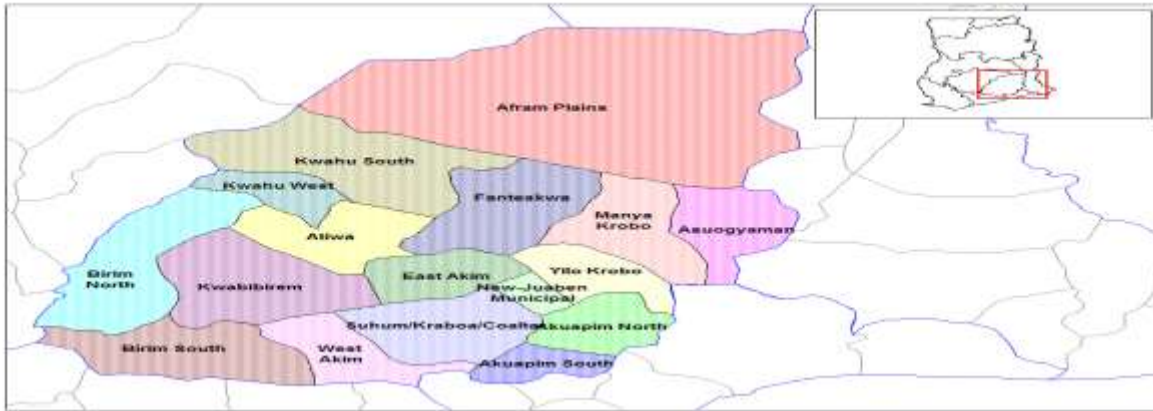 Afram Plains
Kwahu South
Kwahu West
Fanteakwa
Manya
Krobo
Asuogyaman
Atiwa
Birim
North
Kwabibirem
East Akim
Yilo Krobo
New-Juaben
Municipal
Suhum/Kraboa/Coalta
Akuapim North
Birim South
West
Akim
Akuapim South